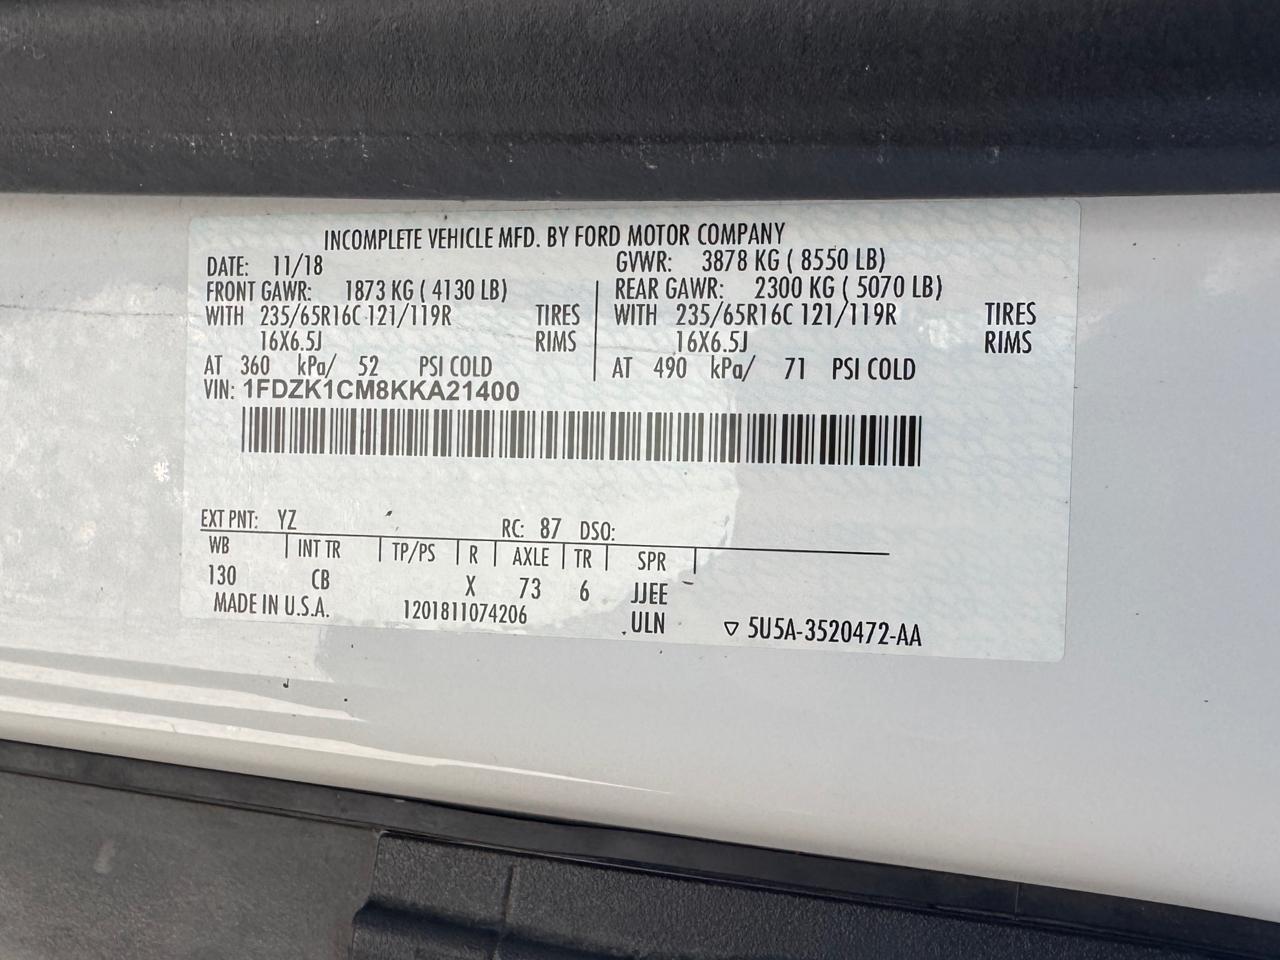 INCOMPLETE VEHICLE MFD. BY FORD MOTOR COMPANY
DATE: 11/18 GVWR: 3878 KG ( 8550 LB)
FRONT GAWR: 1873 KG ( 4130 LB) REAR GAWR: 2300 KG ( 5070 LB)
WITH 235/65R16C 121/119R TIRES WITH 235/65R16C 121/119R TIRES
16X6.5J RIMS 16X6.5J RIMS
AT 360 kPa/ 52 PSI COLD AT 490 kPa/ 71 PSI COLD
VIN: 1FDZK1CM8KKA21400
EXT PNT: YZ RC: 87 DSO:
WB INT TR TP/PS R AXLE TR SPR
130 CB X 73 6 JJEE
MADE IN U.S.A. 1201811074206 ULN 5U5A-3520472-AA